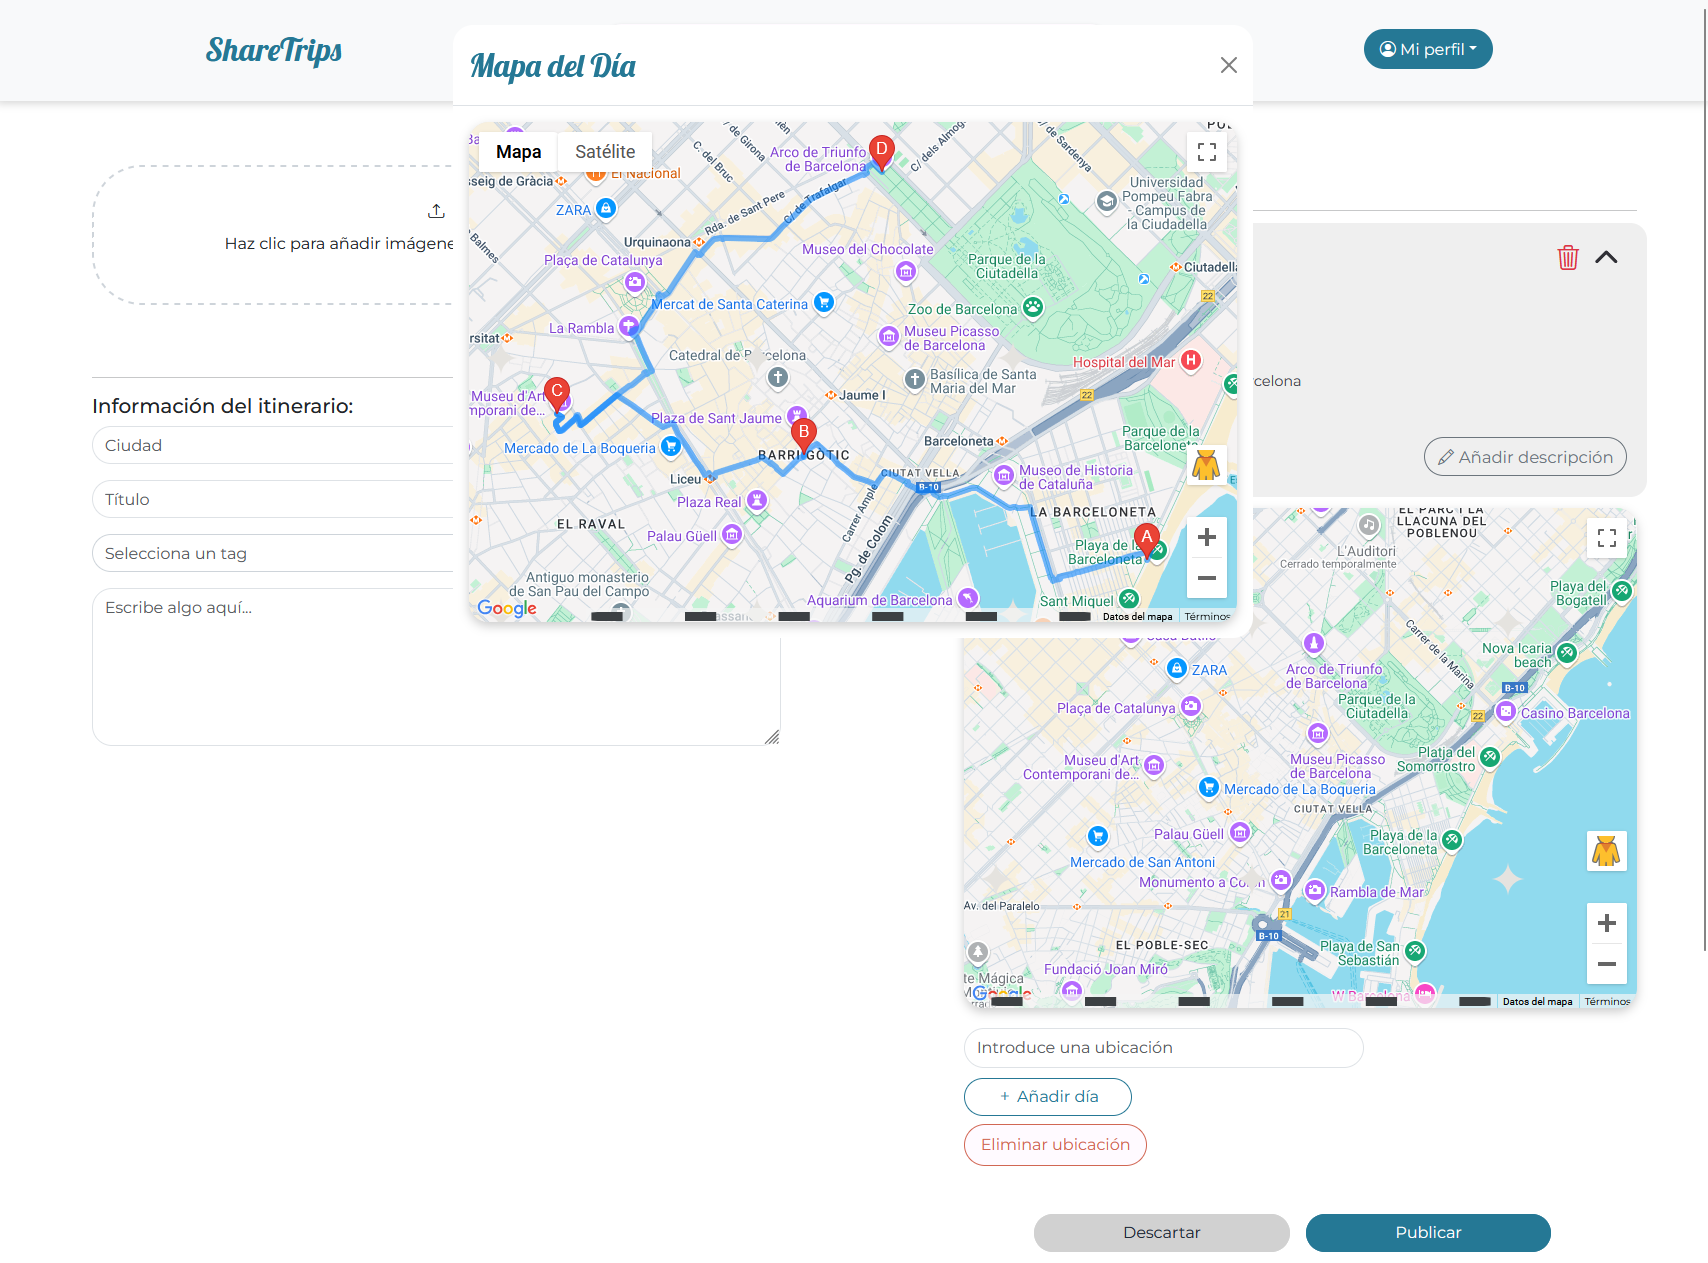 ShareTrips
Mapa del Día
Mi perfil
Haz clic para añadir imágene
Información del itinerario:
Ciudad
Título
Selecciona un tag
Escribe algo aquí...
Mapa
Satélite
Arco de Triunfo
de Barcelona
C/ dels Almog
de Girona
C. del Bruc
de Sardenya
seig de Gràcia
El Nacional
ZARA
Balmes
Rda. de Sant Pere
C/ de Trafalgar
Universidad
Pompeu Fabra
- Campus de
la Ciudadella
Urquinaona
Plaça de Catalunya
Museo del Chocolate
Parque de la
Ciutadella
Ciutadell
22
Mercat de Santa Caterina
Zoo de Barcelona
La Rambla
rsitat
Museu Picasso
de Barcelona
Catedral de B celona
Hospital del Mar
H
Basílica de Santa
Maria del Mar
22
Museu d'Art
mporani de...
Jaume I
Plaza de Sant Jaume
Mercado de La Boqueria
BARRI GÒTIC
Barceloneta
Parque de la
Barceloneta
CIUTAT VELLA
Liceu
B-10
Museo de Historia
de Cataluña
Plaza Real
Carrer Ample
LA BARCELONETA
EL RAVAL
Palau Güell
Pg. de Colom
Playa de la
Barceloneta
Antiguo monasterio
de San Pau del Campo
Aquarium de Barcelona
Sant Miquel
A
B
C
D
Google
Datos del mapa
Términos
rcelona
Añadir descripción
EL PARC I LA
LLACUNA DEL
POBLENOU
L'Auditori
Cerrado temporalmente
Playa del
Bogatell
Carrer de la Marina
Nova Icaria
beach
Casa Batlló
ZARA
Arco de Triunfo
de Barcelona
B-10
Plaça de Catalunya
Parque de la
Ciutadella
22
Casino Barcelona
Museu d'Art
Contemporani de...
Museu Picasso
de Barcelona
Platja del
Somorrostro
Mercado de La Boqueria
CIUTAT VELLA
Palau Güell
Playa de la
Barceloneta
Mercado de San Antoni
Monumento a Colón
Rambla de Mar
Av. del Paralelo
21
B-10
EL POBLE-SEC
Playa de San
Sebastián
Fundació Joan Miró
te Mágica
W Barcelona
Google
Datos del mapa
Términos
Introduce una ubicación
+ Añadir día
Eliminar ubicación
Descartar
Publicar